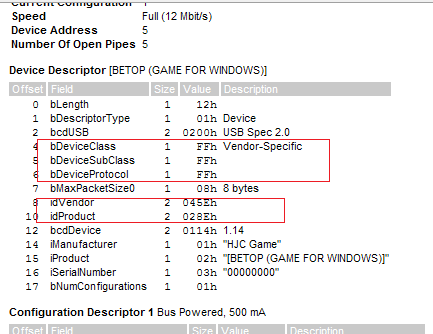 Current Configuration 1
Speed Full (12 Mbit/s)
Device Address 5
Number Of Open Pipes 5
Device Descriptor [BETOP (GAME FOR WINDOWS)]
Offset Field Size Value Description
0 bLength 1 12h
1 bDescriptorType 1 01h Device
2 bcdUSB 2 0200h USB Spec 2.0
4 bDeviceClass 1 FFh Vendor-Specific
5 bDeviceSubClass 1 FFh
6 bDeviceProtocol 1 FFh
7 bMaxPacketSize0 1 08h 8 bytes
8 idVendor 2 045Eh
10 idProduct 2 028Eh
12 bcdDevice 2 0114h 1.14
14 iManufacturer 1 01h "HJC Game"
15 iProduct 1 02h "[BETOP (GAME FOR WINDOWS)]"
16 iSerialNumber 1 03h "00000000"
17 bNumConfigurations 1 01h
Configuration Descriptor 1 Bus Powered, 500 mA
Offset Field Size Value Description